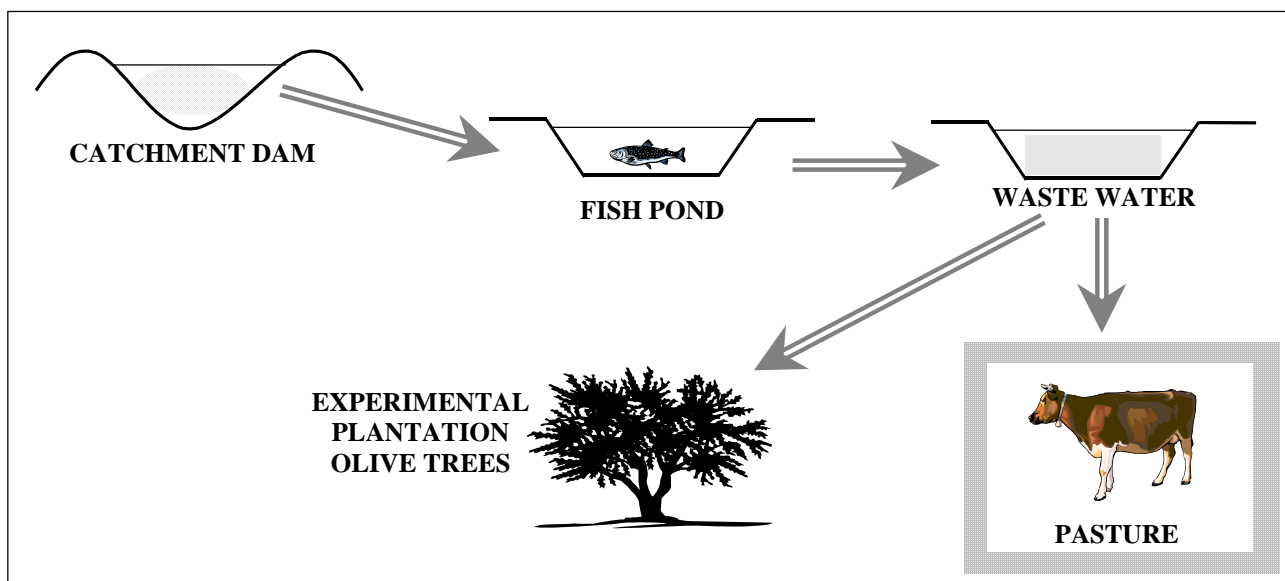 CATCHMENT DAM
FISH POND
WASTE WATER
EXPERIMENTAL
PLANTATION
OLIVE TREES
PASTURE